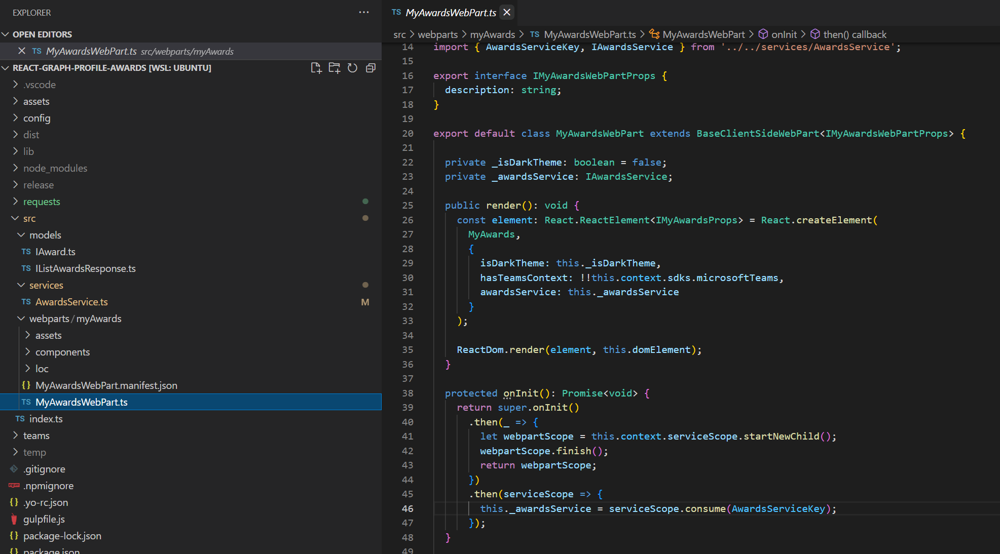 EXPLORER
OPEN EDITORS
TS MyAwardsWebPart.ts src/webparts/myAwards
REACT-GRAPH-PROFILE-AWARDS [WSL: UBUNTU]
.vscode
assets
config
dist
lib
node_modules
release
requests
src
models
TS IAward.ts
TS IListAwardsResponse.ts
services
TS AwardsService.ts M
webparts/myAwards
assets
components
loc
{} MyAwardsWebPart.manifest.json
TS MyAwardsWebPart.ts
TS index.ts
teams
temp
.gitignore
npm .npmignore
{} .yo-rc.json
gulpfile.js
{} package-lock.json
{} package.json
TS MyAwardsWebPart.ts
src > webparts > myAwards > TS MyAwardsWebPart.ts > MyAwardsWebPart > onInit > then() callback
14 import { AwardsServiceKey, IAwardsService } from '../../services/AwardsService';
15
16 export interface IMyAwardsWebPartProps {
17 description: string;
18 }
19
20 export default class MyAwardsWebPart extends BaseClientSideWebPart<IMyAwardsWebPartProps> {
21
22 private _isDarkTheme: boolean = false;
23 private _awardsService: IAwardsService;
24
25 public render(): void {
26 const element: React.ReactElement<IMyAwardsProps> = React.createElement(
27 MyAwards,
28 {
29 isDarkTheme: this._isDarkTheme,
30 hasTeamsContext: !!this.context.sdks.microsoftTeams,
31 awardsService: this._awardsService
32 }
33 );
34
35 ReactDom.render(element, this.domElement);
36 }
37
38 protected onInit(): Promise<void> {
39 return super.onInit()
40 .then(_ => {
41 let webpartScope = this.context.serviceScope.startNewChild();
42 webpartScope.finish();
43 return webpartScope;
44 })
45 .then(serviceScope => {
46 this._awardsService = serviceScope.consume(AwardsServiceKey);
47 });
48 }
49